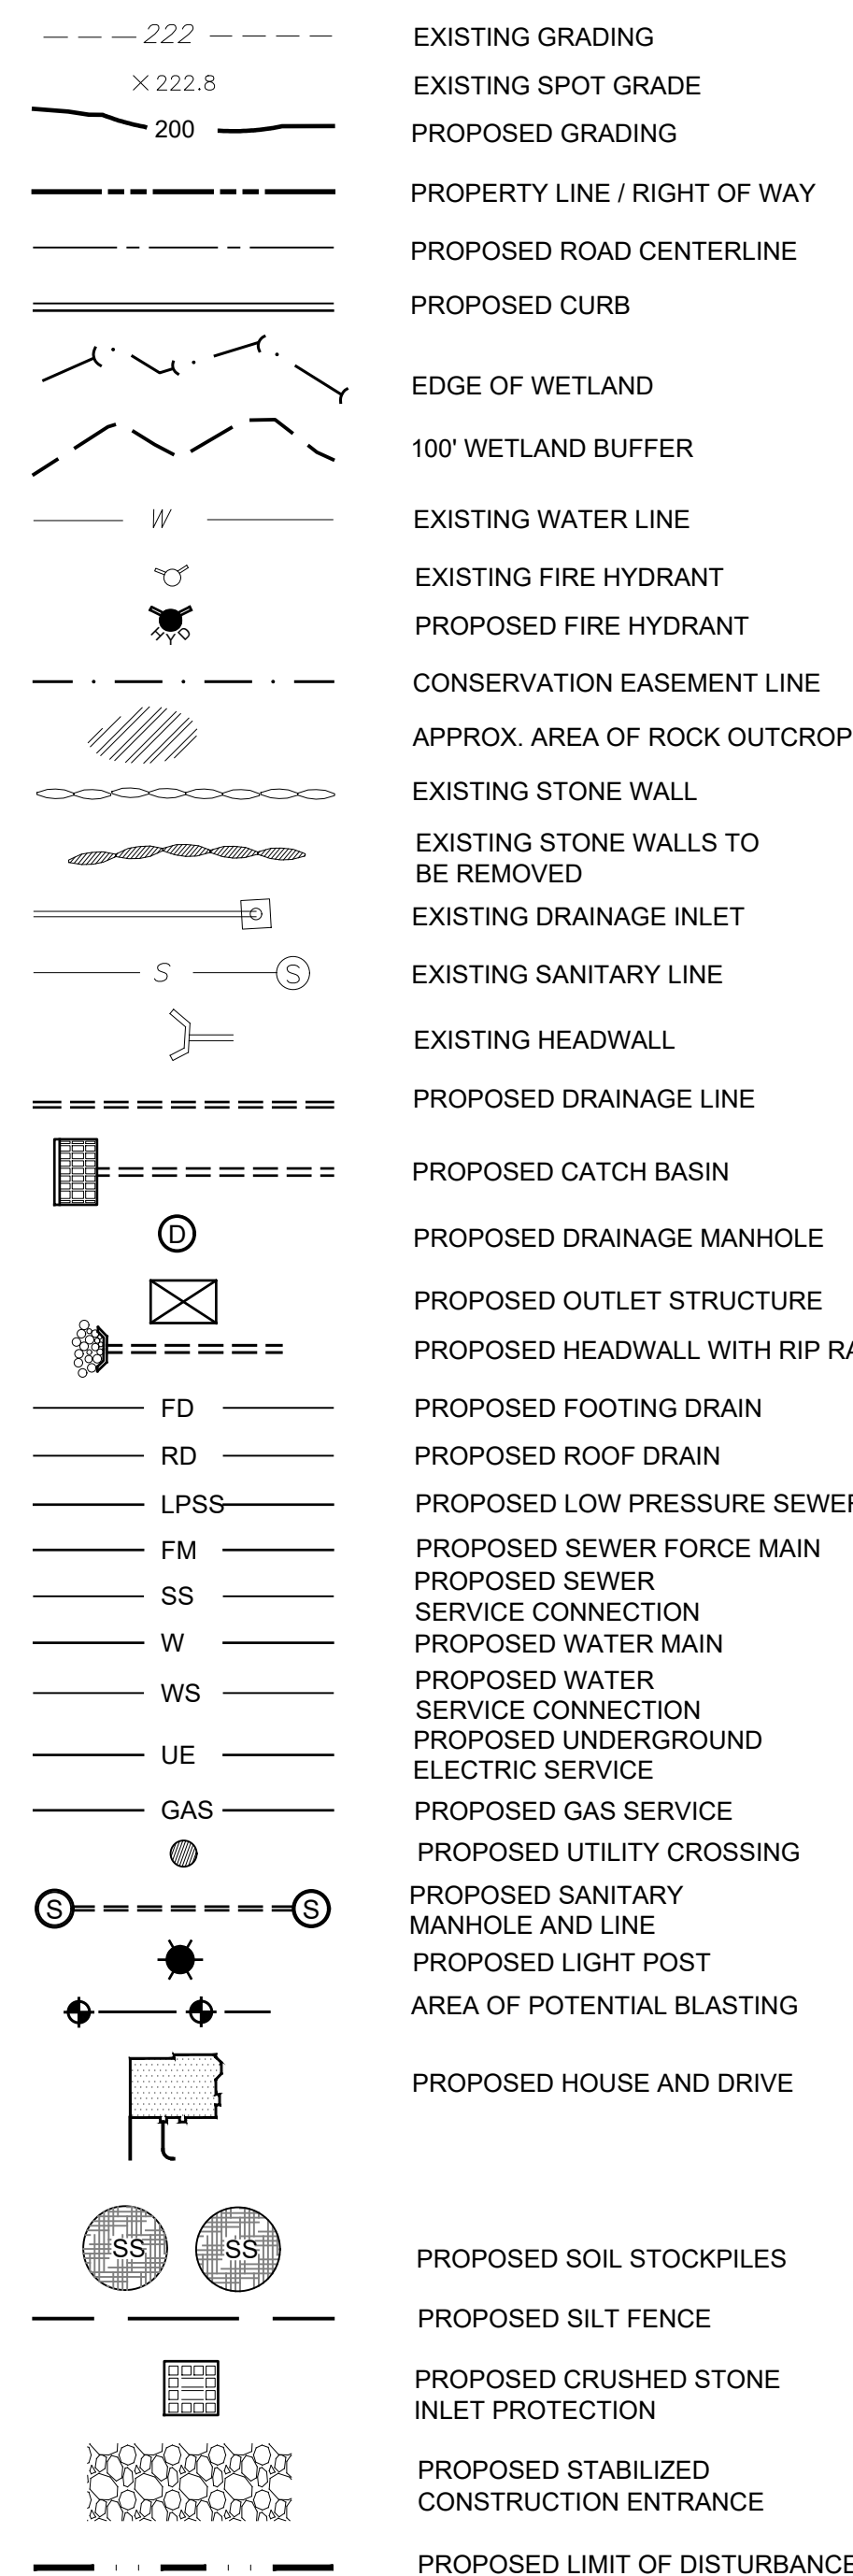 222 EXISTING GRADING
×222.8 EXISTING SPOT GRADE
200 PROPOSED GRADING
PROPERTY LINE / RIGHT OF WAY
PROPOSED ROAD CENTERLINE
PROPOSED CURB
EDGE OF WETLAND
100' WETLAND BUFFER
W EXISTING WATER LINE
EXISTING FIRE HYDRANT
HYD PROPOSED FIRE HYDRANT
CONSERVATION EASEMENT LINE
APPROX. AREA OF ROCK OUTCROP
EXISTING STONE WALL
EXISTING STONE WALLS TO
BE REMOVED
EXISTING DRAINAGE INLET
S S EXISTING SANITARY LINE
EXISTING HEADWALL
PROPOSED DRAINAGE LINE
PROPOSED CATCH BASIN
D PROPOSED DRAINAGE MANHOLE
PROPOSED OUTLET STRUCTURE
PROPOSED HEADWALL WITH RIP RA
FD PROPOSED FOOTING DRAIN
RD PROPOSED ROOF DRAIN
LPSS PROPOSED LOW PRESSURE SEWER
FM PROPOSED SEWER FORCE MAIN
PROPOSED SEWER
SS SERVICE CONNECTION
W PROPOSED WATER MAIN
PROPOSED WATER
WS SERVICE CONNECTION
PROPOSED UNDERGROUND
UE ELECTRIC SERVICE
GAS PROPOSED GAS SERVICE
PROPOSED UTILITY CROSSING
PROPOSED SANITARY
S S MANHOLE AND LINE
PROPOSED LIGHT POST
AREA OF POTENTIAL BLASTING
PROPOSED HOUSE AND DRIVE
SS SS PROPOSED SOIL STOCKPILES
PROPOSED SILT FENCE
PROPOSED CRUSHED STONE
INLET PROTECTION
PROPOSED STABILIZED
CONSTRUCTION ENTRANCE
PROPOSED LIMIT OF DISTURBANCE